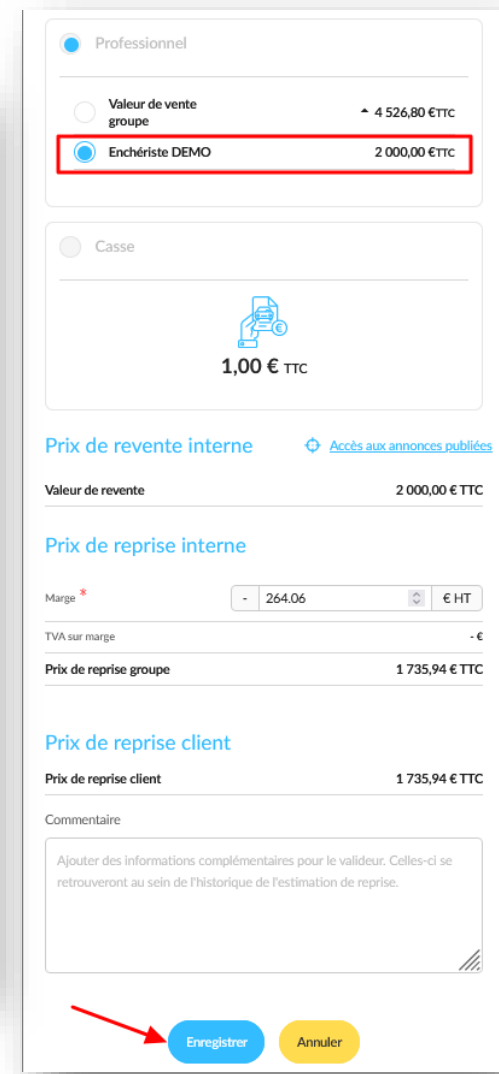 Professionnel
Valeur de vente
groupe
4 526,80 €TTC
Enchériste DEMO 2 000,00 €TTC
Casse
1,00 € TTC
Prix de revente interne Accès aux annonces publiées
Valeur de revente 2 000,00 € TTC
Prix de reprise interne
Marge * - 264.06 € HT
TVA sur marge - €
Prix de reprise groupe 1 735,94 € TTC
Prix de reprise client
Prix de reprise client 1 735,94 € TTC
Commentaire
Ajouter des informations complémentaires pour le valideur. Celles-ci se
retrouveront au sein de l'historique de l'estimation de reprise.
Enregistrer Annuler